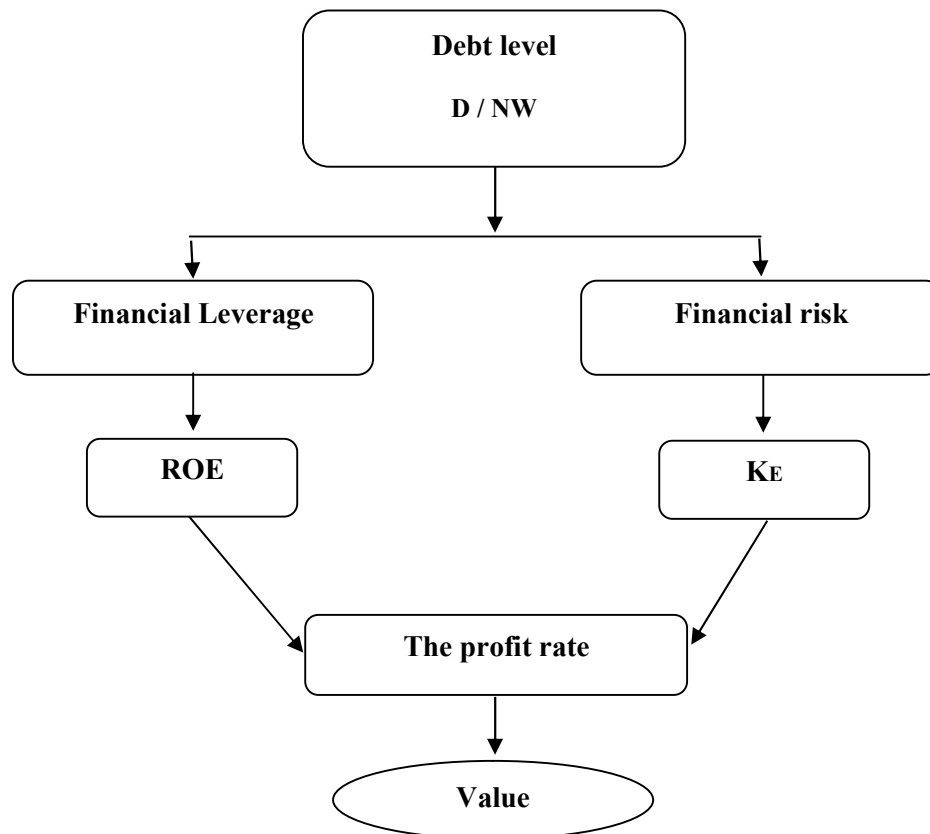 Debt level
D / NW
Financial Leverage
Financial risk
ROE
KE
The profit rate
Value